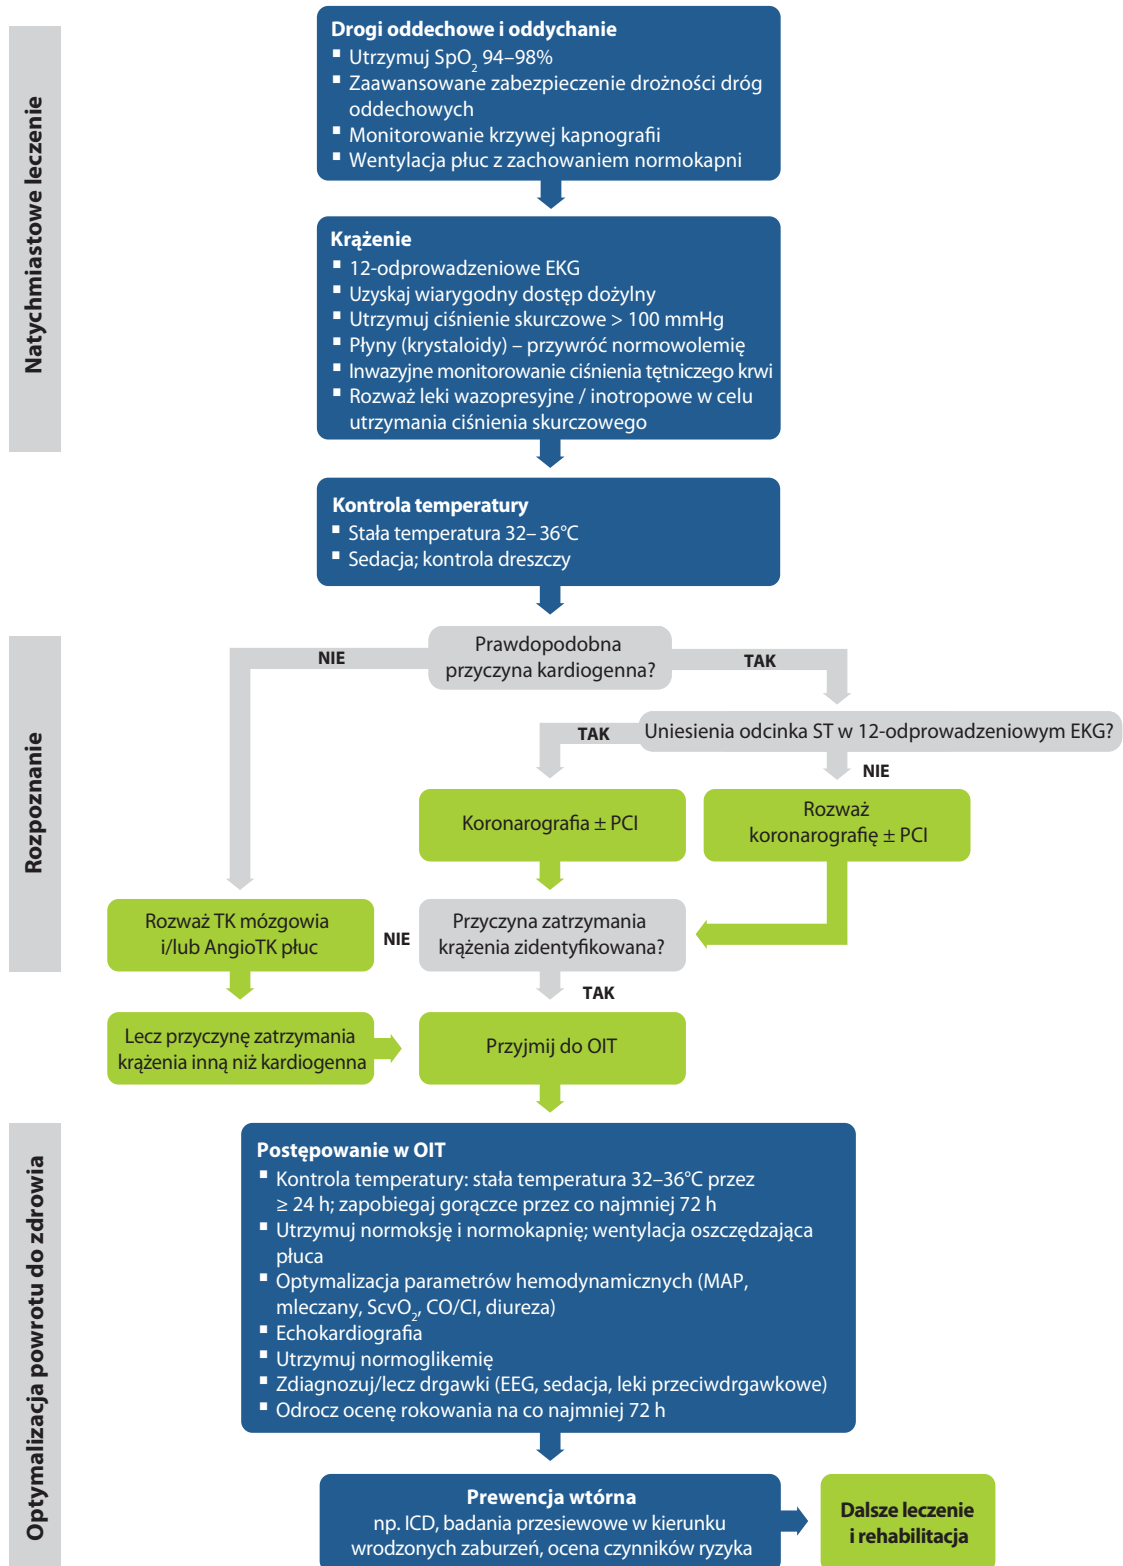 Natychmiastowe leczenie
Drogi oddechowe i oddychanie
▪ Utrzymuj SpO₂ 94–98%
▪ Zaawansowane zabezpieczenie drożności dróg
oddechowych
▪ Monitorowanie krzywej kapnografii
▪ Wentylacja płuc z zachowaniem normokapni
Krążenie
▪ 12-odprowadzeniowe EKG
▪ Uzyskaj wiarygodny dostęp dożylny
▪ Utrzymuj ciśnienie skurczowe > 100 mmHg
▪ Płyny (krystaloidy) – przywróć normowolemię
▪ Inwazyjne monitorowanie ciśnienia tętniczego krwi
▪ Rozważ leki wazopresyjne / inotropowe w celu
utrzymania ciśnienia skurczowego
Kontrola temperatury
▪ Stała temperatura 32– 36°C
▪ Sedacja; kontrola dreszczy
Rozpoznanie
Prawdopodobna
przyczyna kardiogenna?
NIE
TAK
Uniesienia odcinka ST w 12-odprowadzeniowym EKG?
TAK
NIE
Koronarografia ± PCI
Rozważ
koronarografię ± PCI
Rozważ TK mózgowia
i/lub AngioTK płuc
NIE
Przyczyna zatrzymania
krążenia zidentyfikowana?
TAK
Lecz przyczynę zatrzymania
krążenia inną niż kardiogenna
Przyjmij do OIT
Optymalizacja powrotu do zdrowia
Postępowanie w OIT
▪ Kontrola temperatury: stała temperatura 32–36°C przez
≥ 24 h; zapobiegaj gorączce przez co najmniej 72 h
▪ Utrzymuj normoksję i normokapnię; wentylacja oszczędzająca
płuca
▪ Optymalizacja parametrów hemodynamicznych (MAP,
mleczany, ScvO₂, CO/CI, diureza)
▪ Echokardiografia
▪ Utrzymuj normoglikemię
▪ Zdiagnozuj/lecz drgawki (EEG, sedacja, leki przeciwdrgawkowe)
▪ Odrocz ocenę rokowania na co najmniej 72 h
Prewencja wtórna
np. ICD, badania przesiewowe w kierunku
wrodzonych zaburzeń, ocena czynników ryzyka
Dalsze leczenie
i rehabilitacja